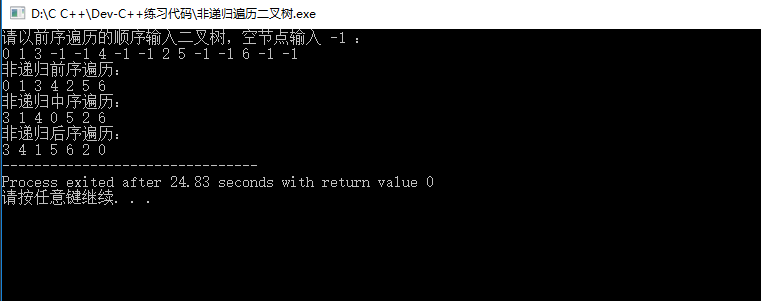 D:\C C++\Dev-C++练习代码\非递归遍历二叉树.exe
请以前序遍历的顺序输入二叉树，空节点输入 -1 ：
0 1 3 -1 -1 4 -1 -1 2 5 -1 -1 6 -1 -1
非递归前序遍历：
0 1 3 4 2 5 6
非递归中序遍历：
3 1 4 0 5 2 6
非递归后序遍历：
3 4 1 5 6 2 0
--------------------------------
Process exited after 24.83 seconds with return value 0
请按任意键继续. . .